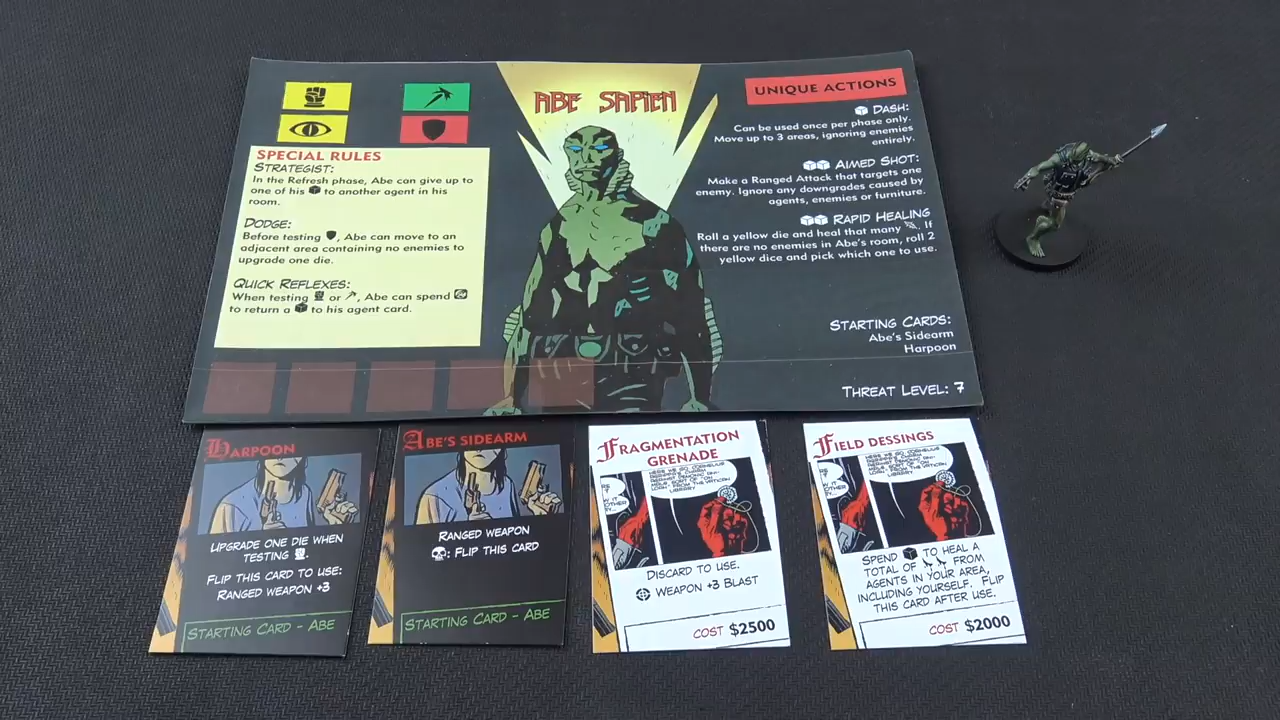 ABE SAPIEN
SPECIAL RULES
STRATEGIST:
In the Refresh phase, Abe can give up to
one of his to another agent in his
room.
DODGE:
Before testing , Abe can move to an
adjacent area containing no enemies to
upgrade one die.
QUICK REFLEXES:
When testing or , Abe can spend
to return a to his agent card.
UNIQUE ACTIONS
DASH:
Can be used once per phase only.
Move up to 3 areas, ignoring enemies
entirely.
AIMED SHOT:
Make a Ranged Attack that targets one
enemy. Ignore any downgrades caused by
agents, enemies or furniture.
RAPID HEALING
Roll a yellow die and heal that many . If
there are no enemies in Abe's room, roll 2
yellow dice and pick which one to use.
STARTING CARDS:
Abe's Sidearm
Harpoon
THREAT LEVEL: 7
HARPOON
UPGRADE ONE DIE WHEN
TESTING .
FLIP THIS CARD TO USE:
RANGED WEAPON +3
STARTING CARD - ABE
ABE'S SIDEARM
RANGED WEAPON
: FLIP THIS CARD
STARTING CARD - ABE
FRAGMENTATION
GRENADE
DISCARD TO USE.
WEAPON +3 BLAST
COST $2500
FIELD DESSINGS
SPEND TO HEAL A
TOTAL OF FROM
AGENTS IN YOUR AREA,
INCLUDING YOURSELF. FLIP
THIS CARD AFTER USE.
COST $2000